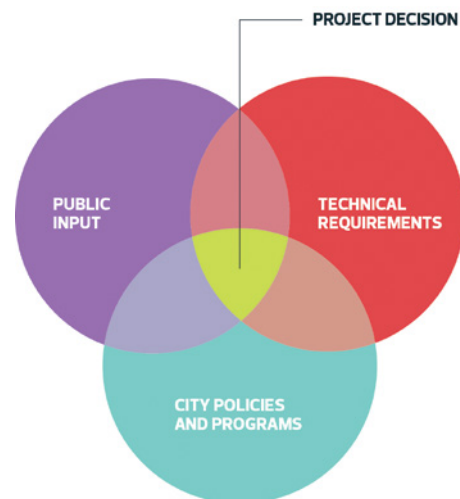 PROJECT DECISION
PUBLIC
INPUT
TECHNICAL
REQUIREMENTS
CITY POLICIES
AND PROGRAMS